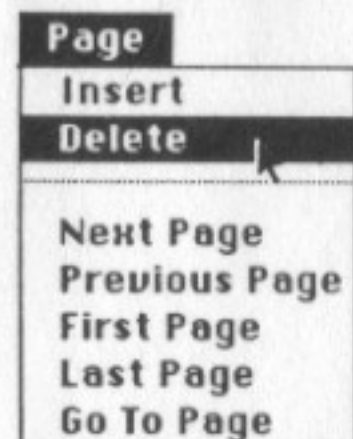 Page
Insert
Delete
Next Page
Previous Page
First Page
Last Page
Go To Page